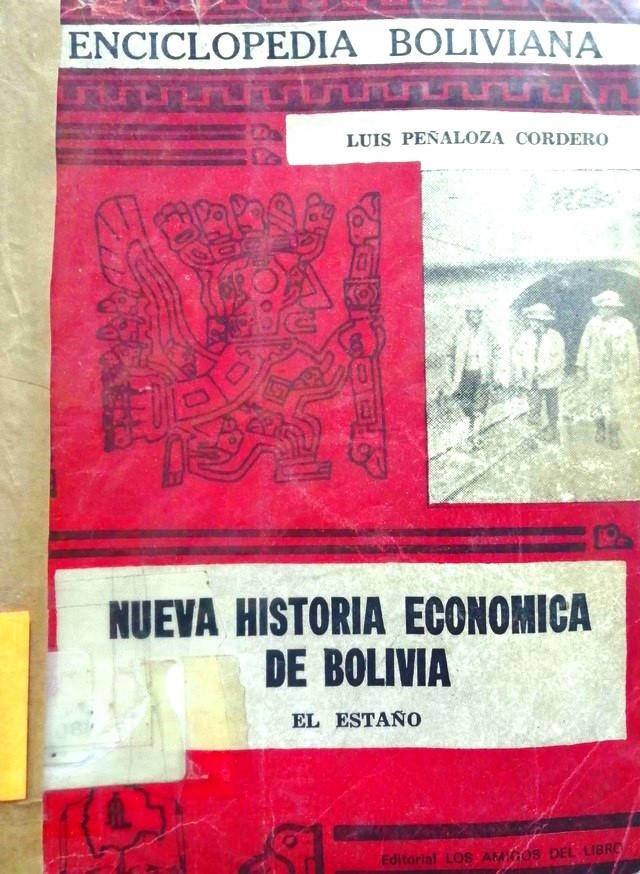 ENCICLOPEDIA BOLIVIANA
LUIS PEÑALOZA CORDERO
NUEVA HISTORIA ECONOMICA
DE BOLIVIA
EL ESTAÑO
Editorial LOS AMIGOS DEL LIBRO